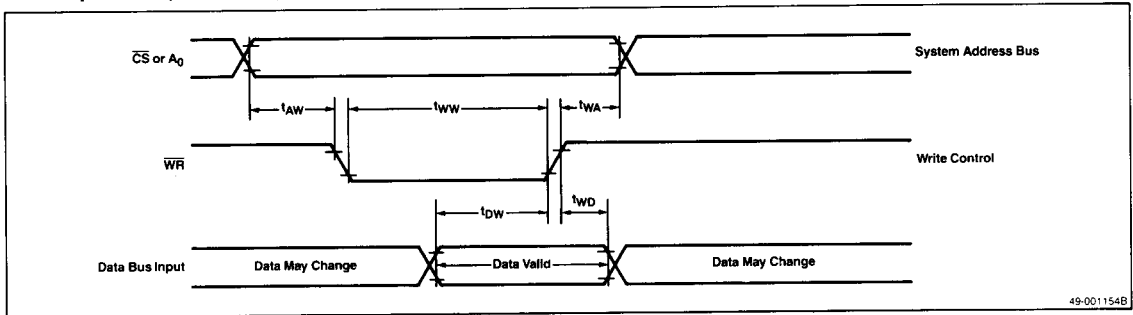 CS or A0 System Address Bus
tAW tWW tWA
WR Write Control
tDW tWD
Data Bus Input Data May Change Data Valid Data May Change
49-001154B